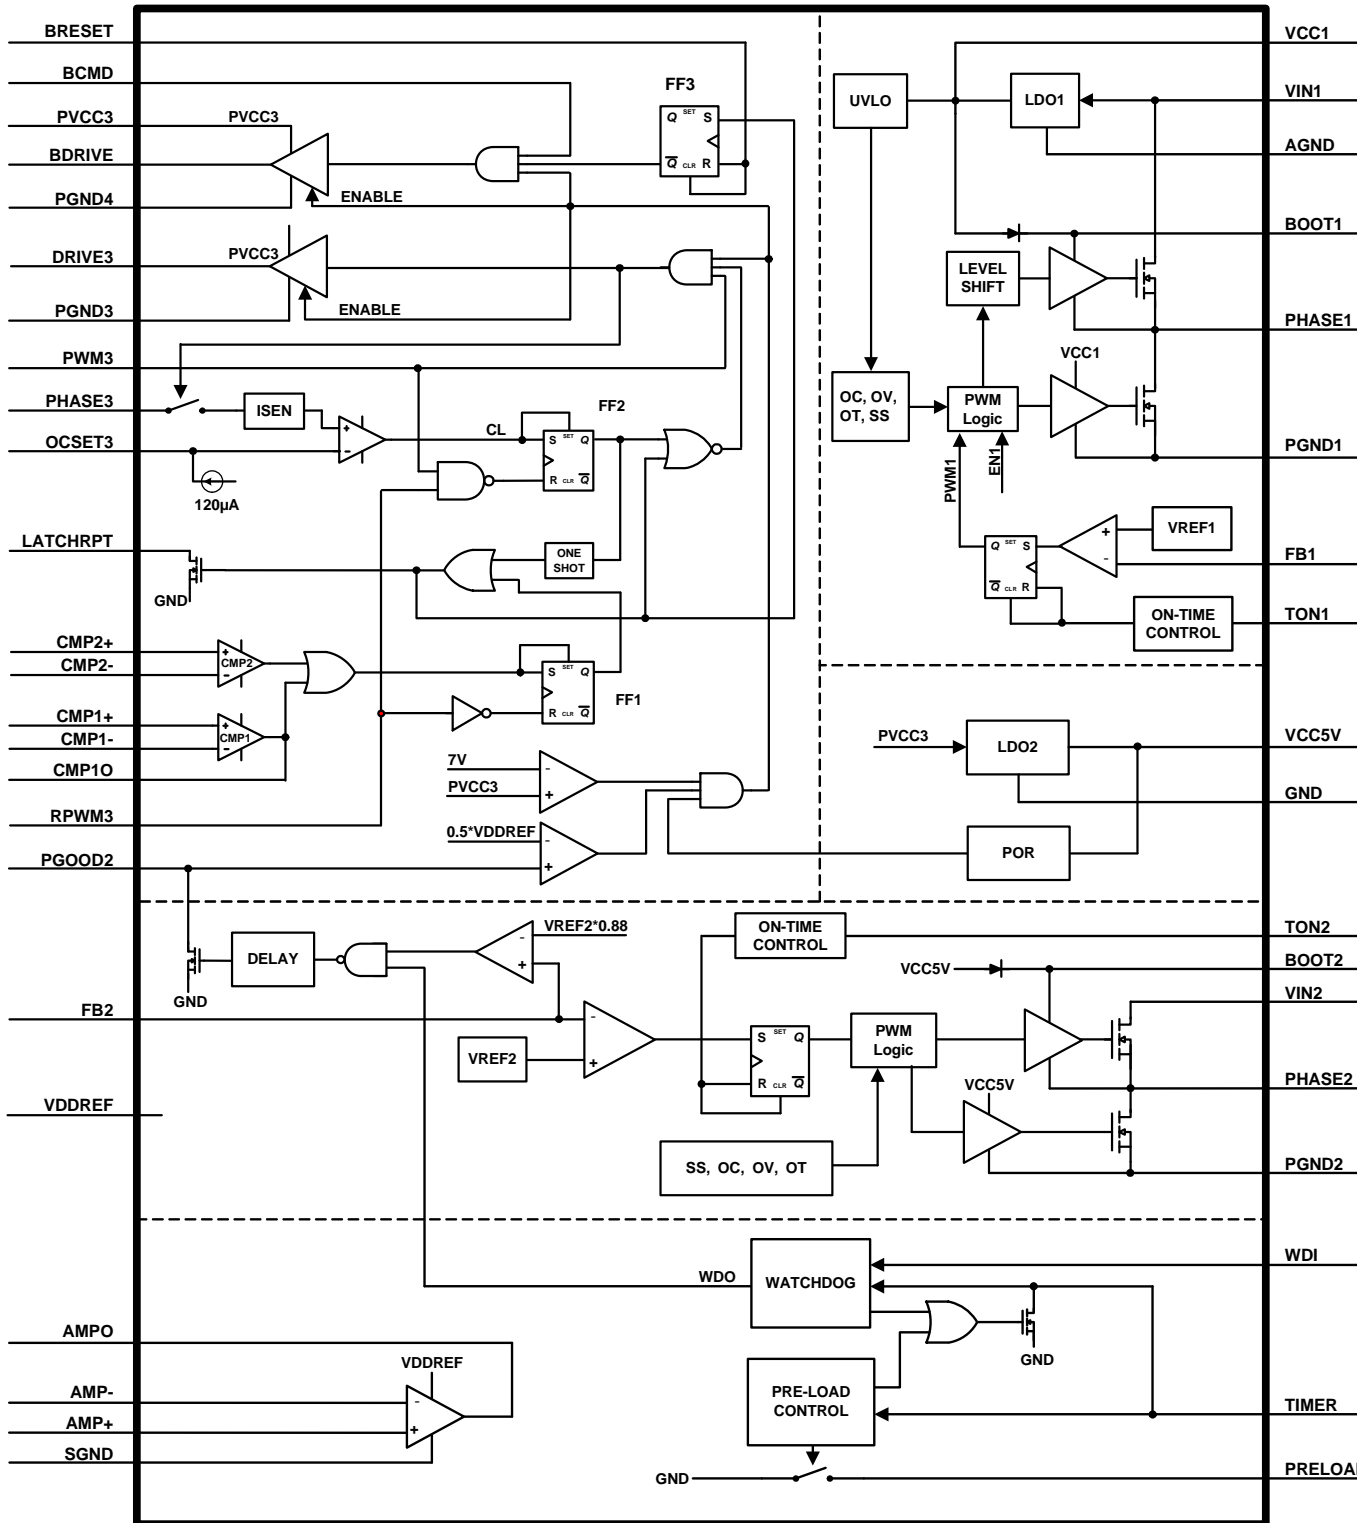 BRESET
BCMD
PVCC3
BDRIVE
PGND4
DRIVE3
PGND3
PWM3
PHASE3
OCSET3
LATCHRPT
CMP2+
CMP2-
CMP1+
CMP1-
CMP1O
RPWM3
PGOOD2
FB2
VDDREF
AMPO
AMP-
AMP+
SGND
PVCC3
ENABLE
PVCC3
ENABLE
FF3
Q SET S
Q CLR R
ISEN
+
-
CL
120µA
FF2
S SET Q
R CLR Q
ONE
SHOT
GND
+
CMP2
-
+
CMP1
-
S SET Q
R CLR Q
FF1
7V
PVCC3
-
+
0.5*VDDREF
-
+
UVLO
LDO1
LEVEL
SHIFT
VCC1
OC, OV,
OT, SS
PWM
Logic
PWM1
EN1
Q SET S
Q CLR R
+
-
VREF1
ON-TIME
CONTROL
PVCC3
LDO2
POR
GND
DELAY
VREF2*0.88
-
+
VREF2
-
+
ON-TIME
CONTROL
S SET Q
R CLR Q
PWM
Logic
VCC5V
VCC5V
SS, OC, OV, OT
WDO
WATCHDOG
GND
PRE-LOAD
CONTROL
GND
VDDREF
-
+
VCC1
VIN1
AGND
BOOT1
PHASE1
PGND1
FB1
TON1
VCC5V
GND
TON2
BOOT2
VIN2
PHASE2
PGND2
WDI
TIMER
PRELOA